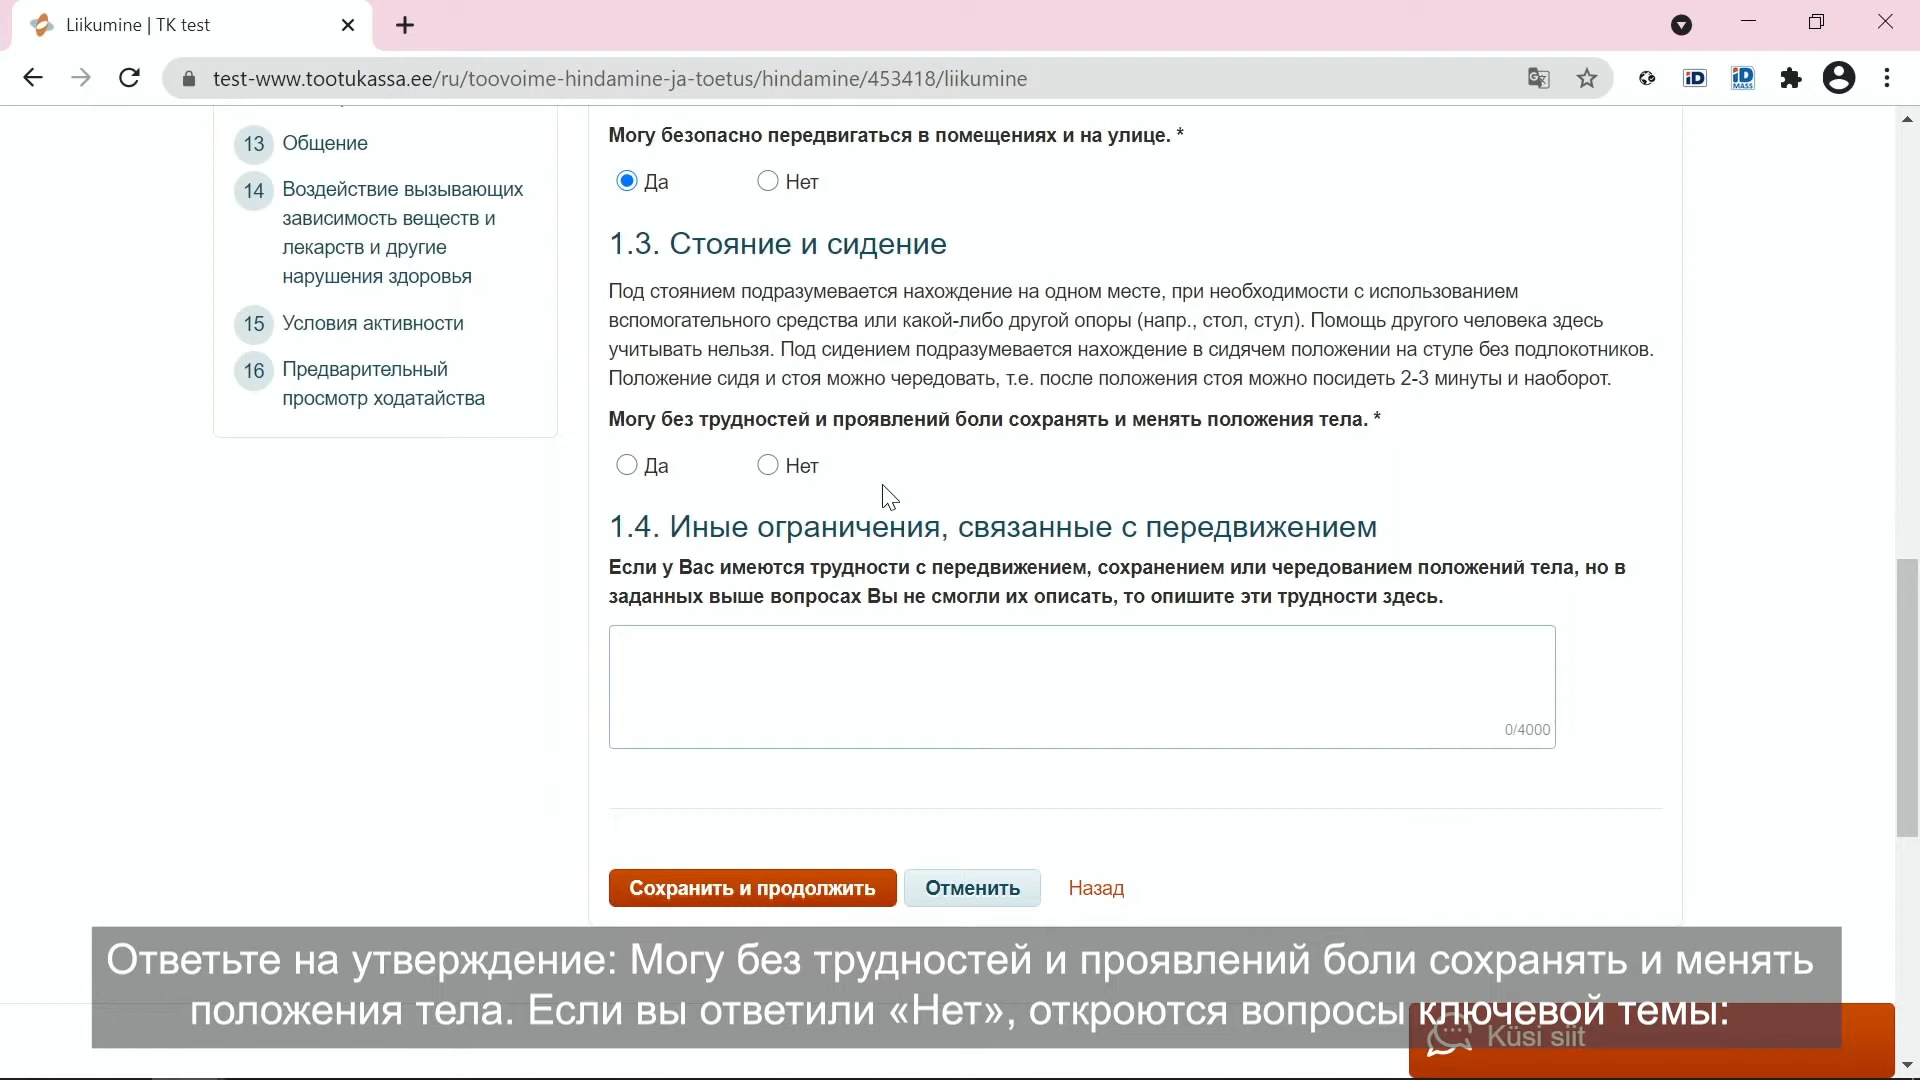 Liikumine | TK test
test-www.tootukassa.ee/ru/toovoime-hindamine-ja-toetus/hindamine/453418/liikumine
iD
iD
MASS
13 Общение
14 Воздействие вызывающих
зависимость веществ и
лекарств и другие
нарушения здоровья
15 Условия активности
16 Предварительный
просмотр ходатайства
Могу безопасно передвигаться в помещениях и на улице. *
Да Нет
1.3. Стояние и сидение
Под стоянием подразумевается нахождение на одном месте, при необходимости с использованием
вспомогательного средства или какой-либо другой опоры (напр., стол, стул). Помощь другого человека здесь
учитывать нельзя. Под сидением подразумевается нахождение в сидячем положении на стуле без подлокотников.
Положение сидя и стоя можно чередовать, т.е. после положения стоя можно посидеть 2-3 минуты и наоборот.
Могу без трудностей и проявлений боли сохранять и менять положения тела. *
Да Нет
1.4. Иные ограничения, связанные с передвижением
Если у Вас имеются трудности с передвижением, сохранением или чередованием положений тела, но в
заданных выше вопросах Вы не смогли их описать, то опишите эти трудности здесь.
0/4000
Сохранить и продолжить Отменить Назад
Ответьте на утверждение: Могу без трудностей и проявлений боли сохранять и менять
положения тела. Если вы ответили «Нет», откроются вопросы ключевой темы:
Küsi siit